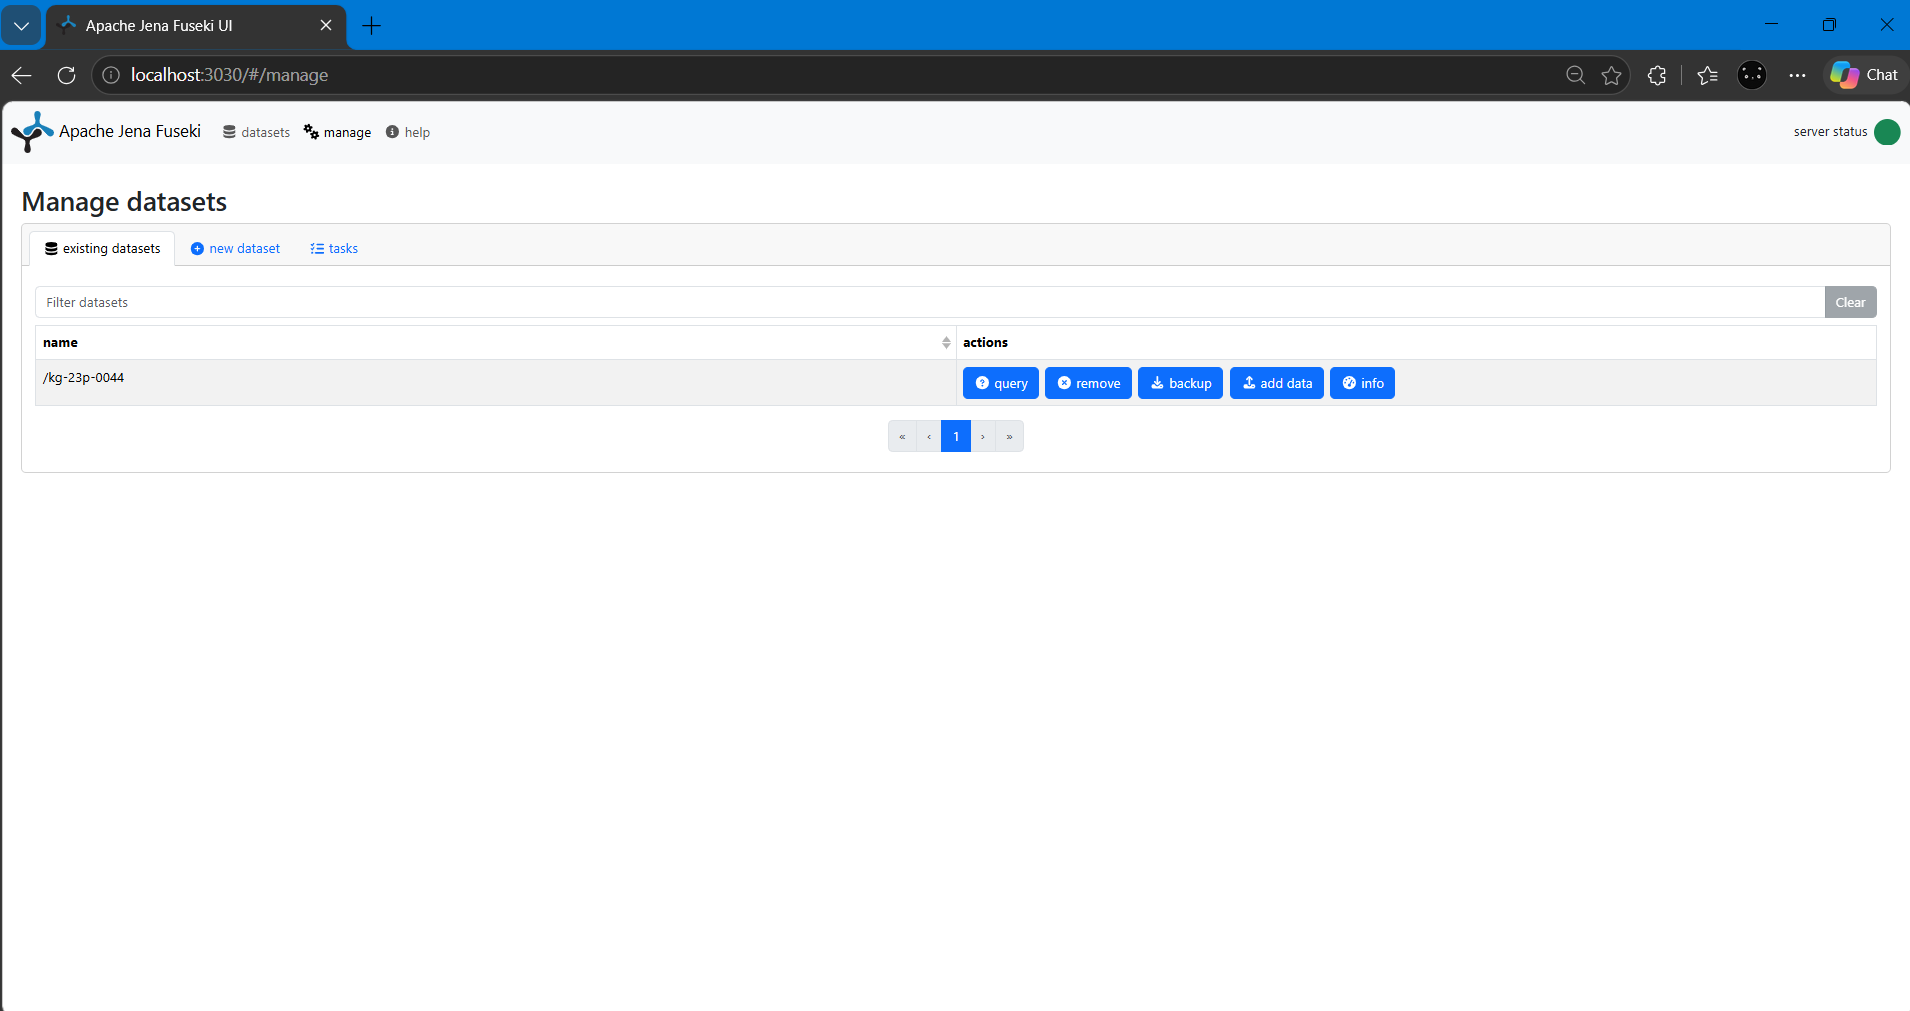 Apache Jena Fuseki UI
localhost:3030/#/manage
Chat
Apache Jena Fuseki datasets manage help server status
Manage datasets
existing datasets new dataset tasks
Filter datasets Clear
name actions
/kg-23p-0044 query remove backup add data info
« ‹ 1 › »